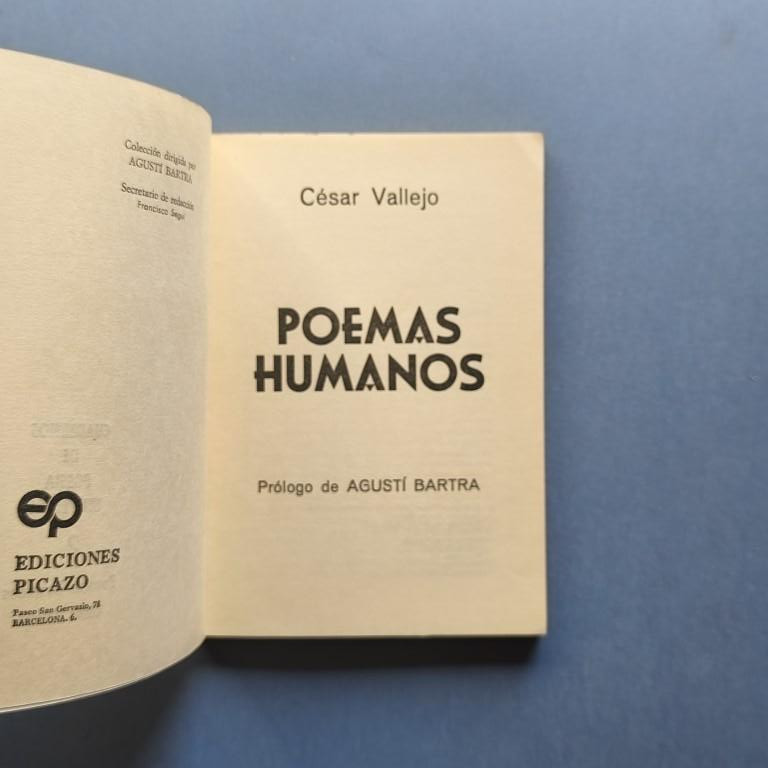 Colección dirigida por
AGUSTÍ BARTRA
Secretario de redacción
Francisco Seguí
ep
EDICIONES
PICAZO
Paseo San Gervasio, 78
BARCELONA. 6.
César Vallejo
POEMAS
HUMANOS
Prólogo de AGUSTÍ BARTRA